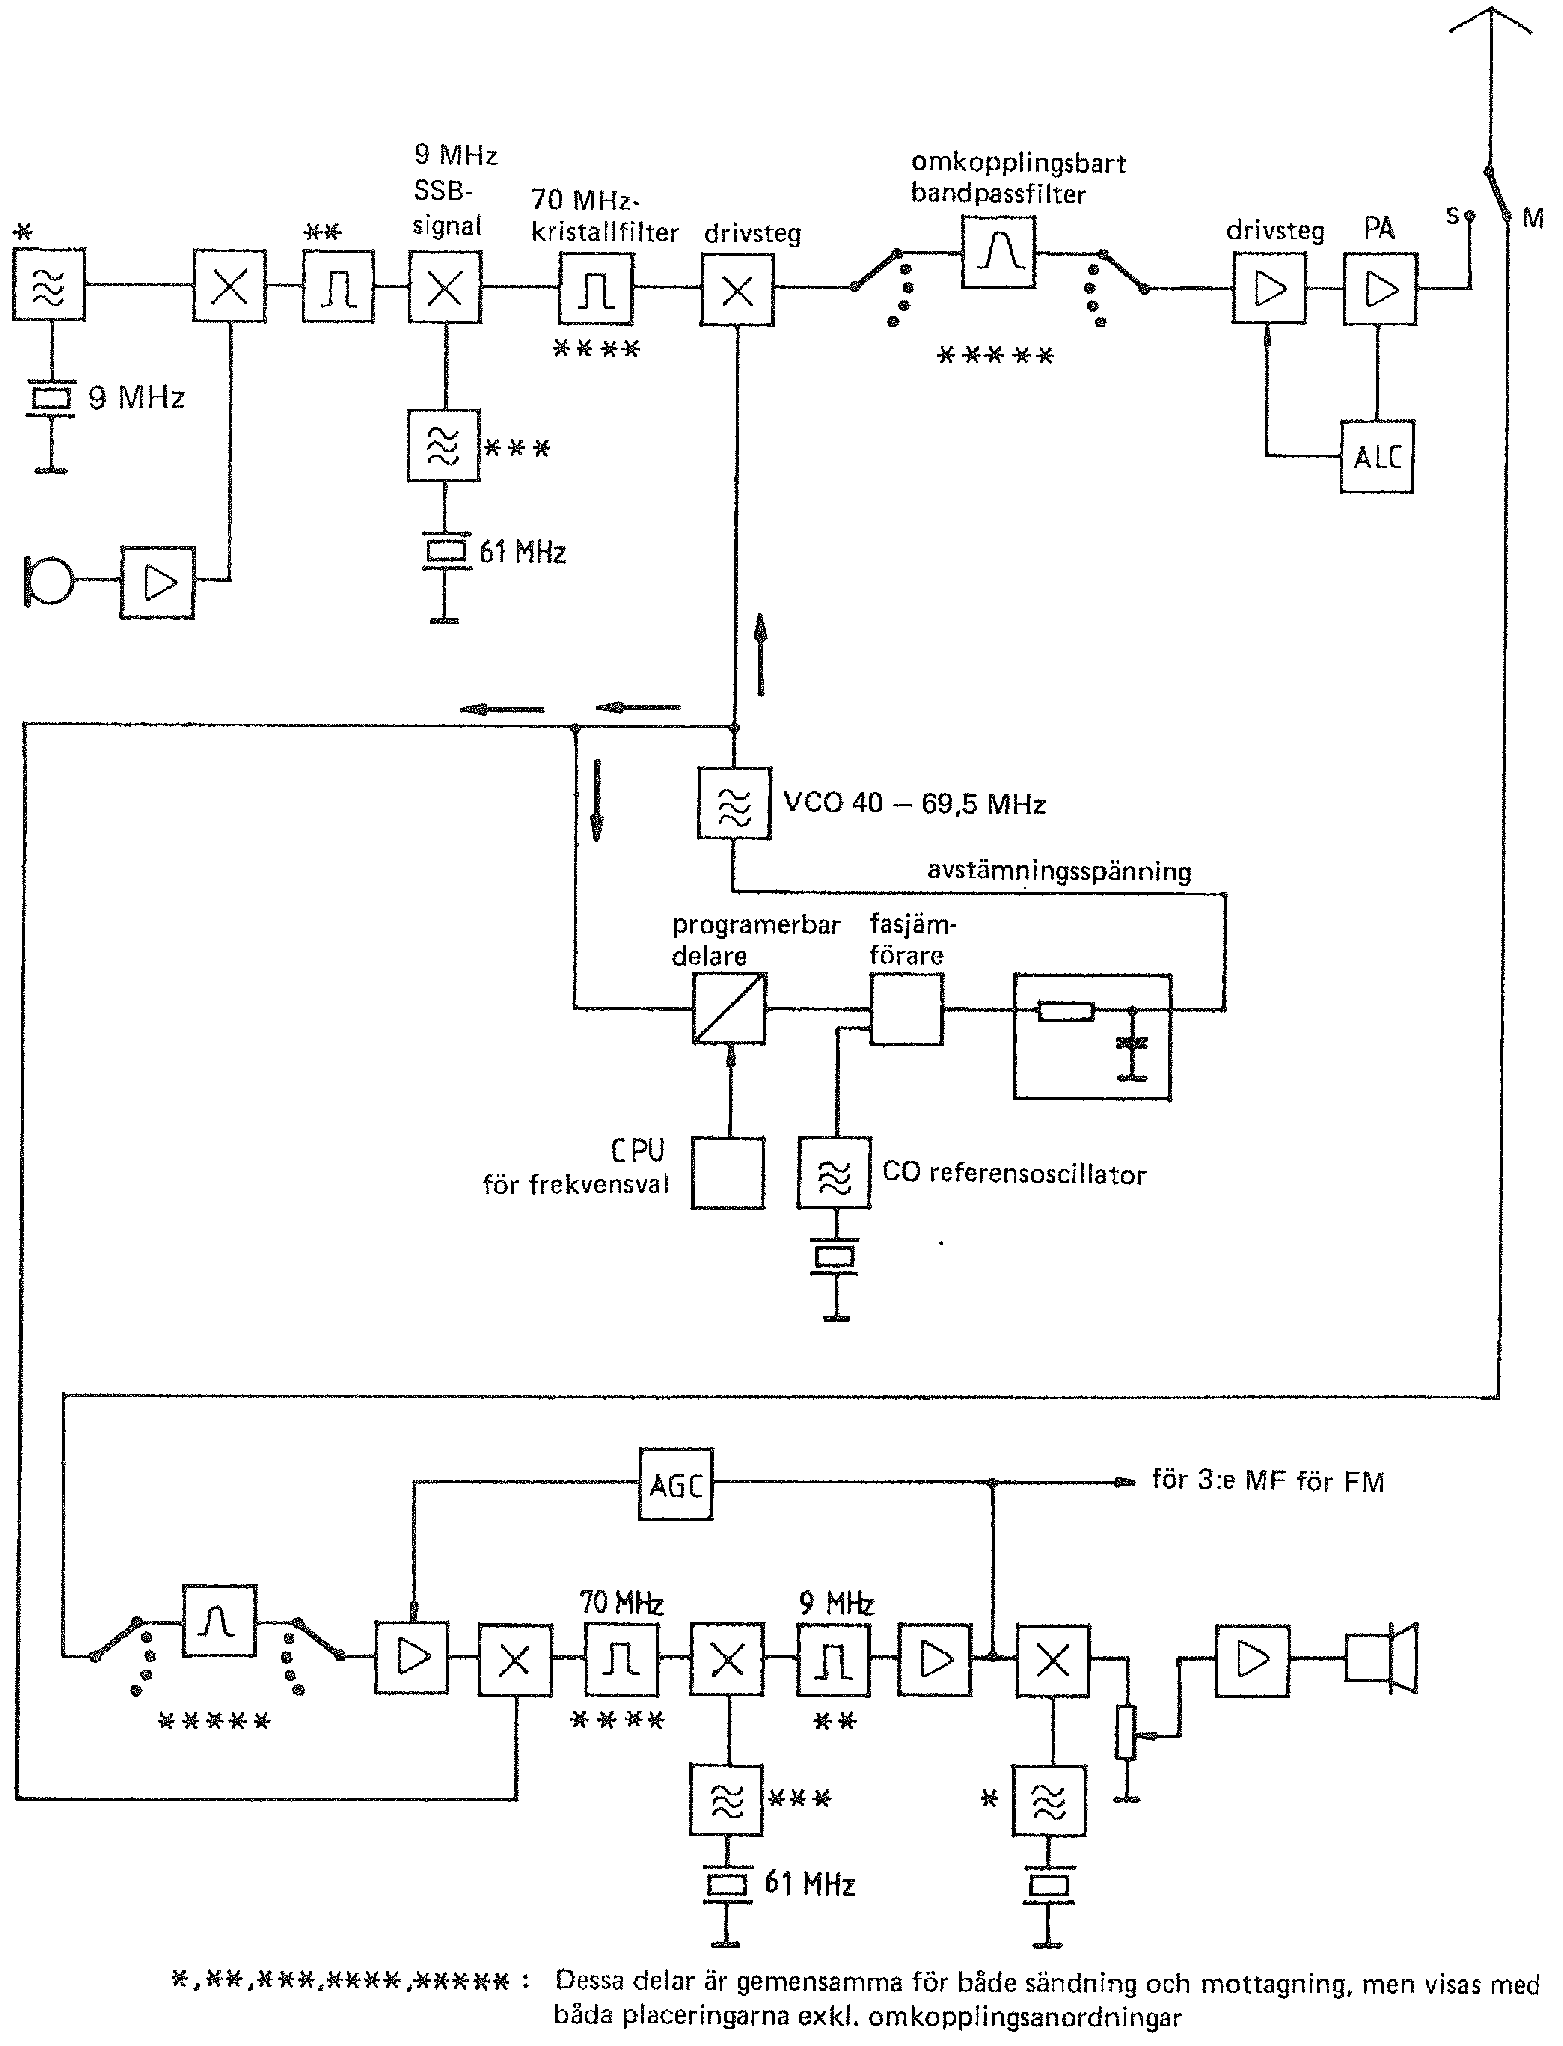 9 MHz
SSB-
signal
70 MHz-
kristallfilter
drivsteg
omkopplingsbart
bandpassfilter
drivsteg
PA
S
M
*
**
****
*****
9 MHz
***
ALC
61 MHz
VCO 40 – 69,5 MHz
avstämningsspänning
programerbar
delare
fasjäm-
förare
CPU
för frekvensval
CO referensoscillator
AGC
för 3:e MF för FM
70 MHz
9 MHz
*****
****
**
***
*
61 MHz
*,**,***,****,***** : Dessa delar är gemensamma för både sändning och mottagning, men visas med
båda placeringarna exkl. omkopplingsanordningar